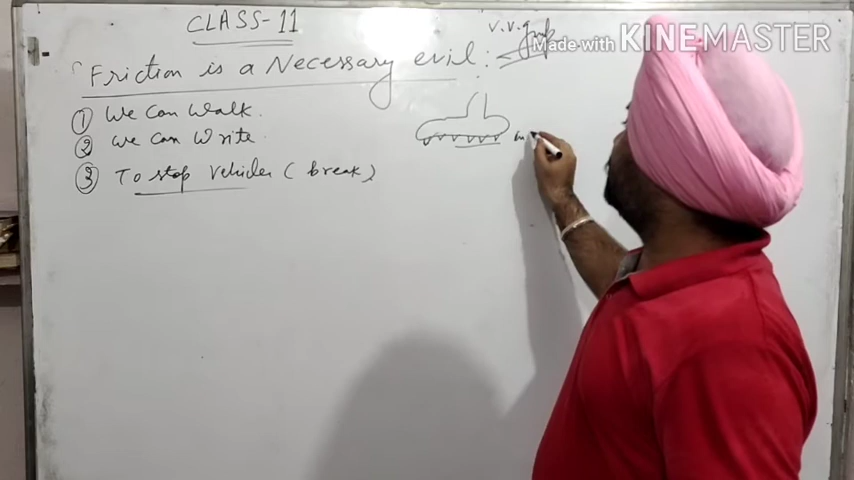 CLASS-11
v.v.g
Made with KINEMASTER
Friction is a Necessary evil :
① We Can Walk.
② We Can Write
③ To stop Vehicles ( break )